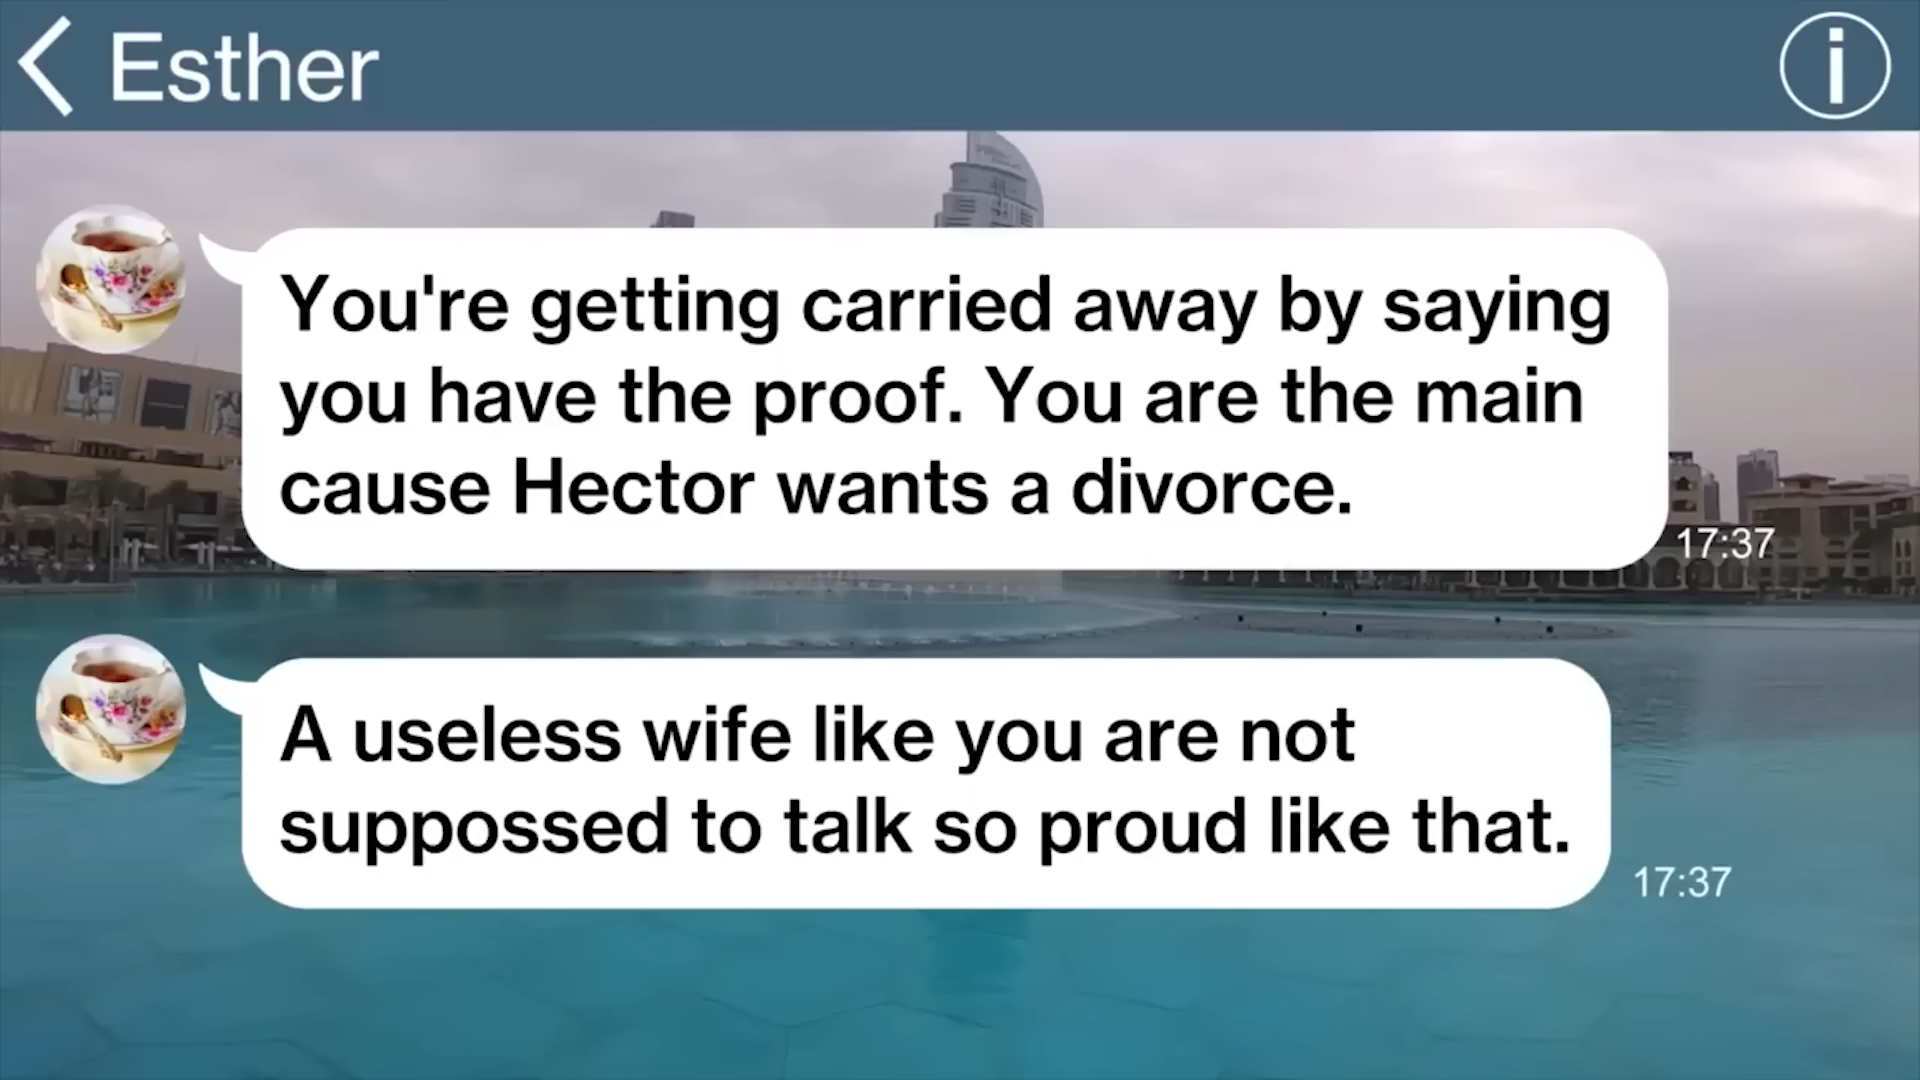 Esther
You're getting carried away by saying
you have the proof. You are the main
cause Hector wants a divorce.
17:37
A useless wife like you are not
suppossed to talk so proud like that.
17:37